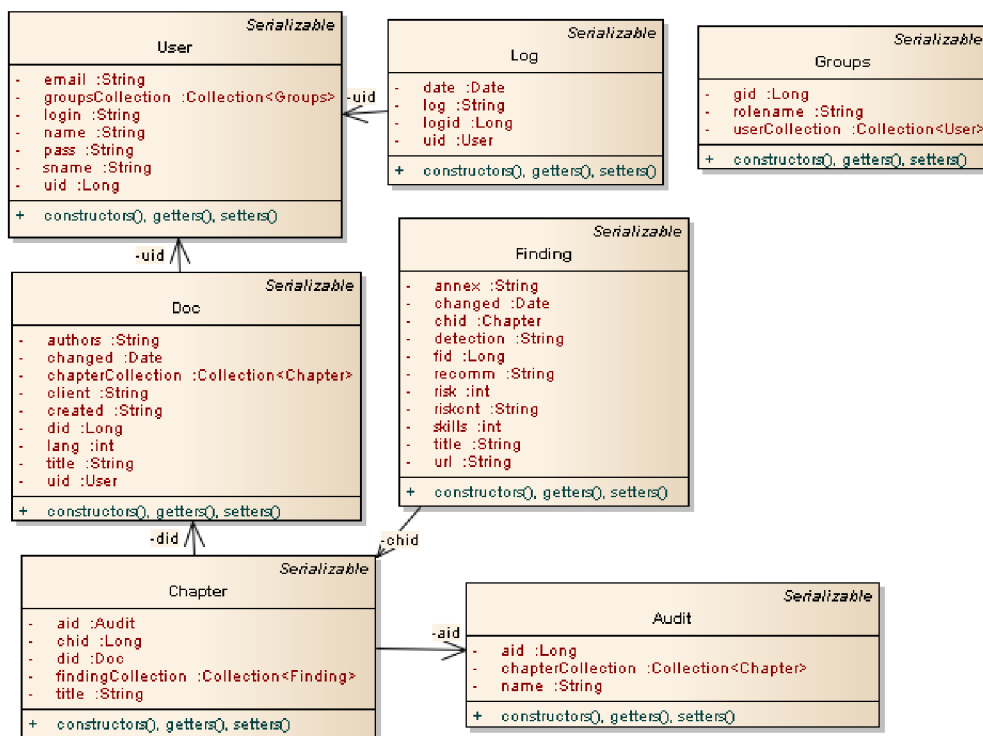 Serializable
User
- email :String
- groupsCollection :Collection<Groups>
- login :String
- name :String
- pass :String
- sname :String
- uid :Long
+ constructors(), getters(), setters()
-uid
Serializable
Log
- date :Date
- log :String
- logid :Long
- uid :User
+ constructors(), getters(), setters()
Serializable
Groups
- gid :Long
- rolename :String
- userCollection :Collection<User>
+ constructors(), getters(), setters()
-uid
Serializable
Doc
- authors :String
- changed :Date
- chapterCollection :Collection<Chapter>
- client :String
- created :String
- did :Long
- lang :int
- title :String
- uid :User
+ constructors(), getters(), setters()
Serializable
Finding
- annex :String
- changed :Date
- chid :Chapter
- detection :String
- fid :Long
- recomm :String
- risk :int
- riskcnt :String
- skills :int
- title :String
- url :String
+ constructors(), getters(), setters()
-did
-chid
Serializable
Chapter
- aid :Audit
- chid :Long
- did :Doc
- findingCollection :Collection<Finding>
- title :String
+ constructors(), getters(), setters()
-aid
Serializable
Audit
- aid :Long
- chapterCollection :Collection<Chapter>
- name :String
+ constructors(), getters(), setters()